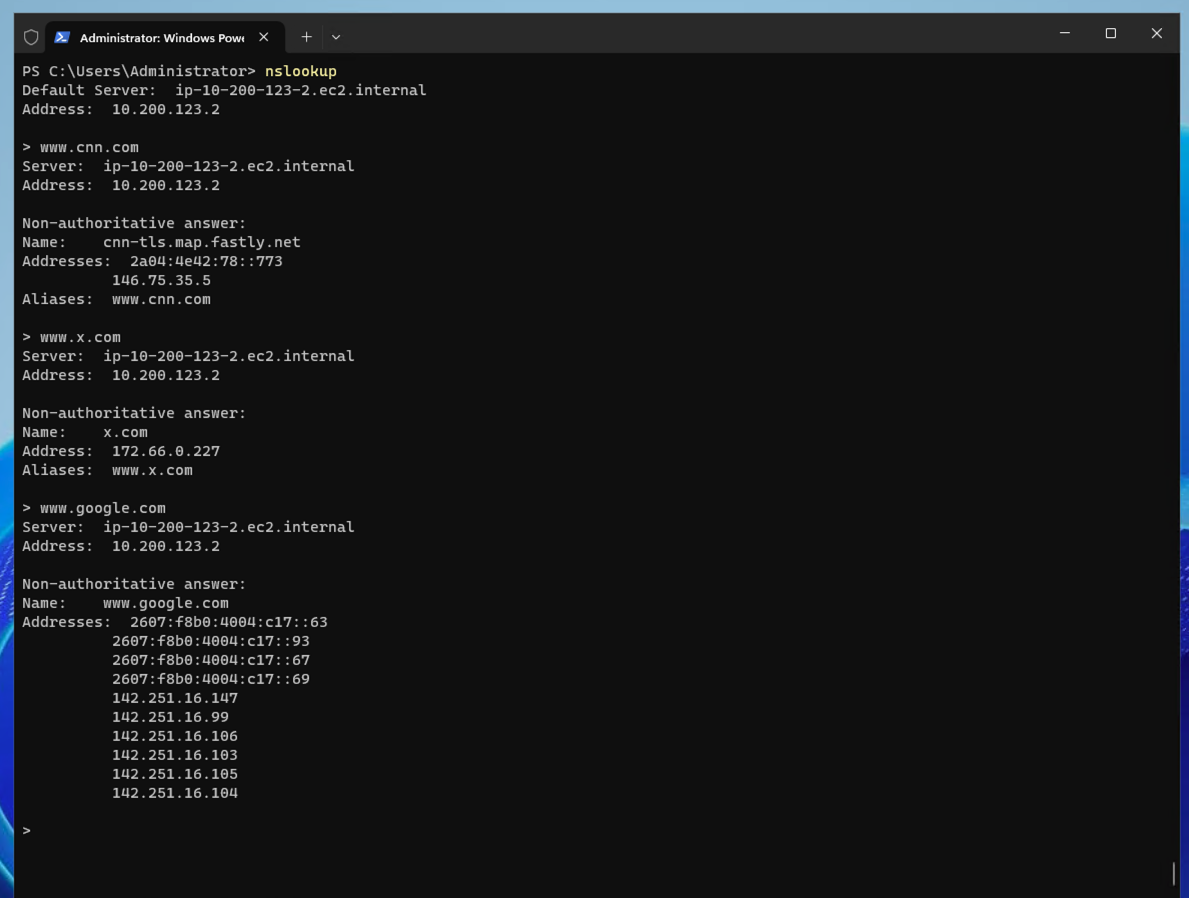 Administrator: Windows Powe
PS C:\Users\Administrator> nslookup
Default Server:  ip-10-200-123-2.ec2.internal
Address:  10.200.123.2

> www.cnn.com
Server:  ip-10-200-123-2.ec2.internal
Address:  10.200.123.2

Non-authoritative answer:
Name:    cnn-tls.map.fastly.net
Addresses:  2a04:4e42:78::773
          146.75.35.5
Aliases:  www.cnn.com

> www.x.com
Server:  ip-10-200-123-2.ec2.internal
Address:  10.200.123.2

Non-authoritative answer:
Name:    x.com
Address:  172.66.0.227
Aliases:  www.x.com

> www.google.com
Server:  ip-10-200-123-2.ec2.internal
Address:  10.200.123.2

Non-authoritative answer:
Name:    www.google.com
Addresses:  2607:f8b0:4004:c17::63
          2607:f8b0:4004:c17::93
          2607:f8b0:4004:c17::67
          2607:f8b0:4004:c17::69
          142.251.16.147
          142.251.16.99
          142.251.16.106
          142.251.16.103
          142.251.16.105
          142.251.16.104

>